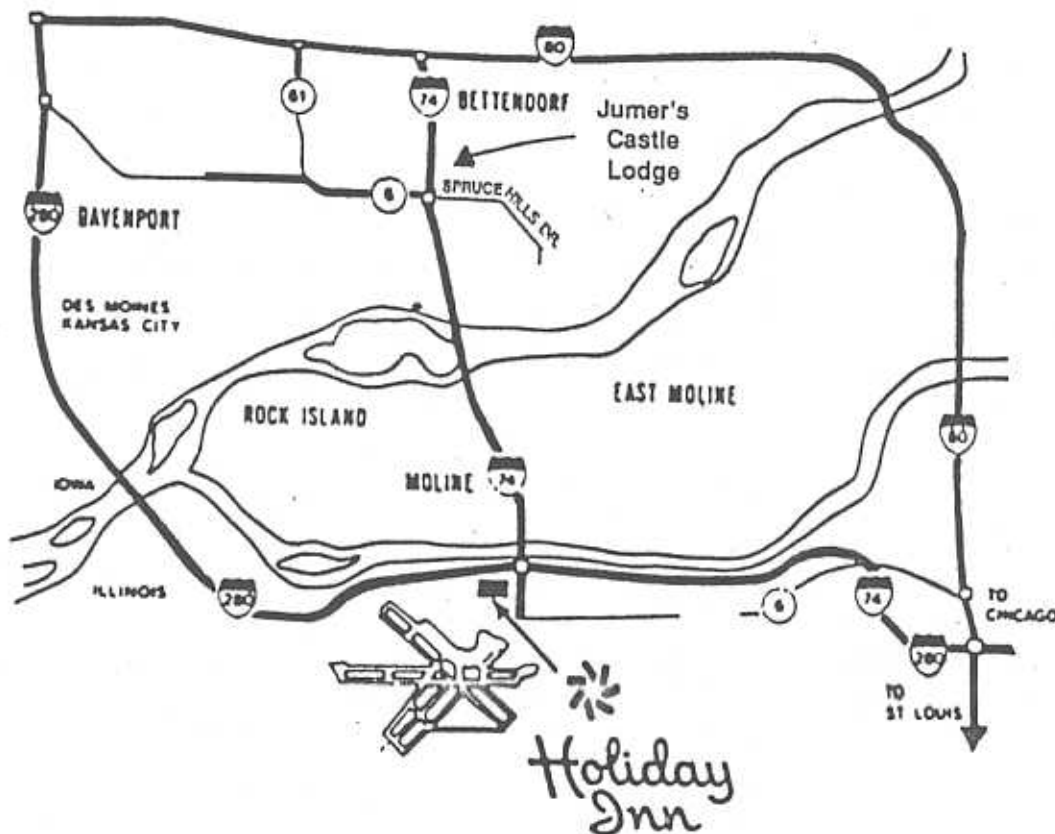 80
61
74
BETTENDORF
Jumer's
Castle
Lodge
6
SPRUCE HILLS DVE
280
DAVENPORT
DES MOINES
KANSAS CITY
ROCK ISLAND
EAST MOLINE
80
MOLINE
74
IOWA
ILLINOIS
280
6
74
TO
CHICAGO
280
TO
ST LOUIS
Holiday
Inn